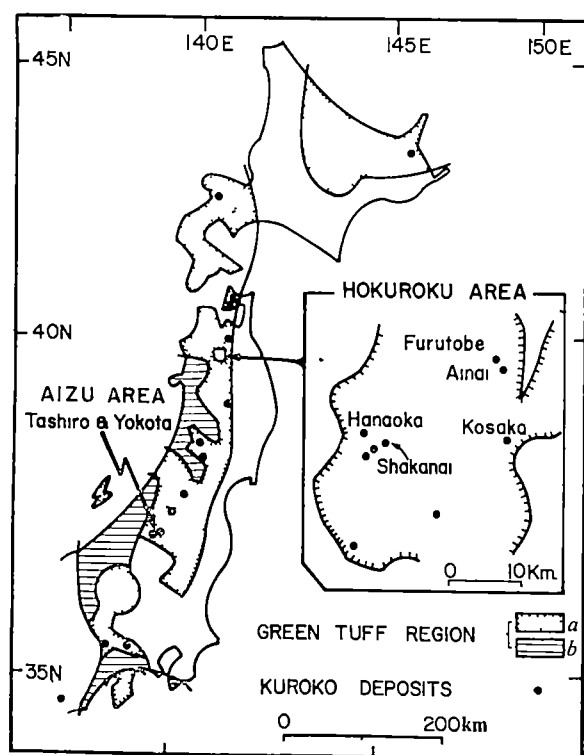 140E 145E 150E
45N
HOKUROKU AREA
40N
Furutobe
Ainai
AIZU AREA
Tashiro & Yokota
Hanaoka
Kosaka
Shakanai
0 10Km.
GREEN TUFF REGION
a
b
35N
KUROKO DEPOSITS
0 200km